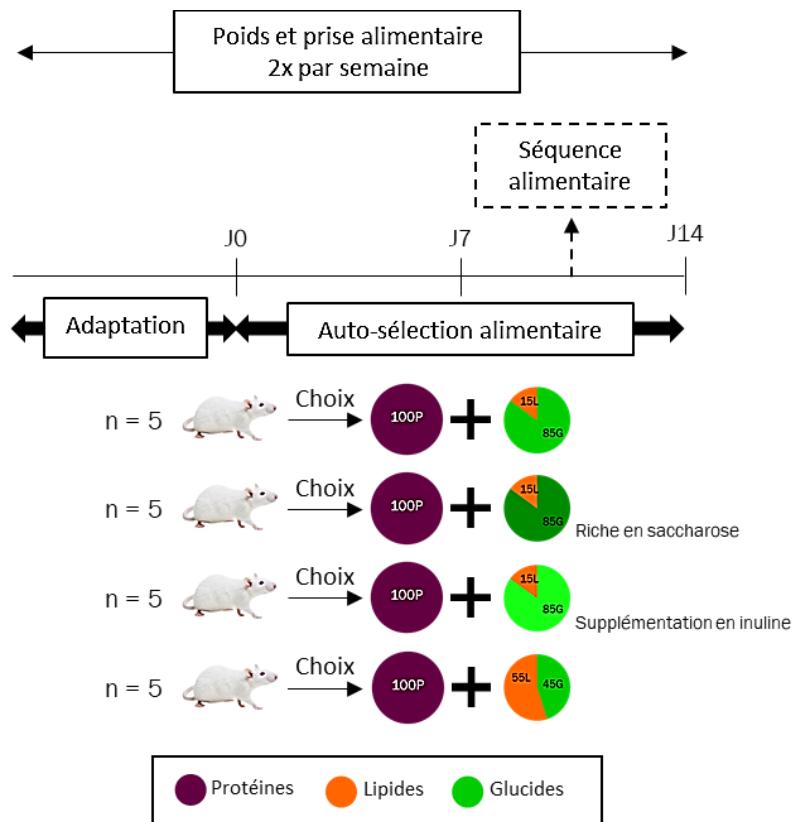 Poids et prise alimentaire
2x par semaine
Séquence
alimentaire
J0
J7
J14
Adaptation
Auto-sélection alimentaire
n = 5
Choix
100P
15L
85G
n = 5
Choix
100P
15L
85G
Riche en saccharose
n = 5
Choix
100P
15L
85G
Supplémentation en inuline
n = 5
Choix
100P
55L
45G
Protéines
Lipides
Glucides